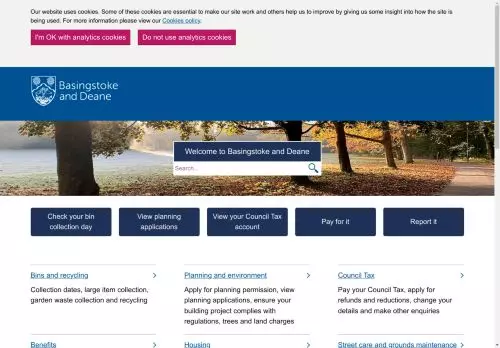 Our website uses cookies. Some of these cookies are essential to make our site work and others help us to improve by giving us some insight into how the site is
being used. For more information please view our Cookies policy.
I'm OK with analytics cookies
Do not use analytics cookies
Basingstoke
and Deane
Welcome to Basingstoke and Deane
Search...
Check your bin
collection day
View planning
applications
View your Council Tax
account
Pay for it
Report it
Bins and recycling
Collection dates, large item collection,
garden waste collection and recycling
Planning and environment
Apply for planning permission, view
planning applications, ensure your
building project complies with
regulations, trees and land charges
Council Tax
Pay your Council Tax, apply for
refunds and reductions, change your
details and make other enquiries
Benefits
Housing
Street care and grounds maintenance